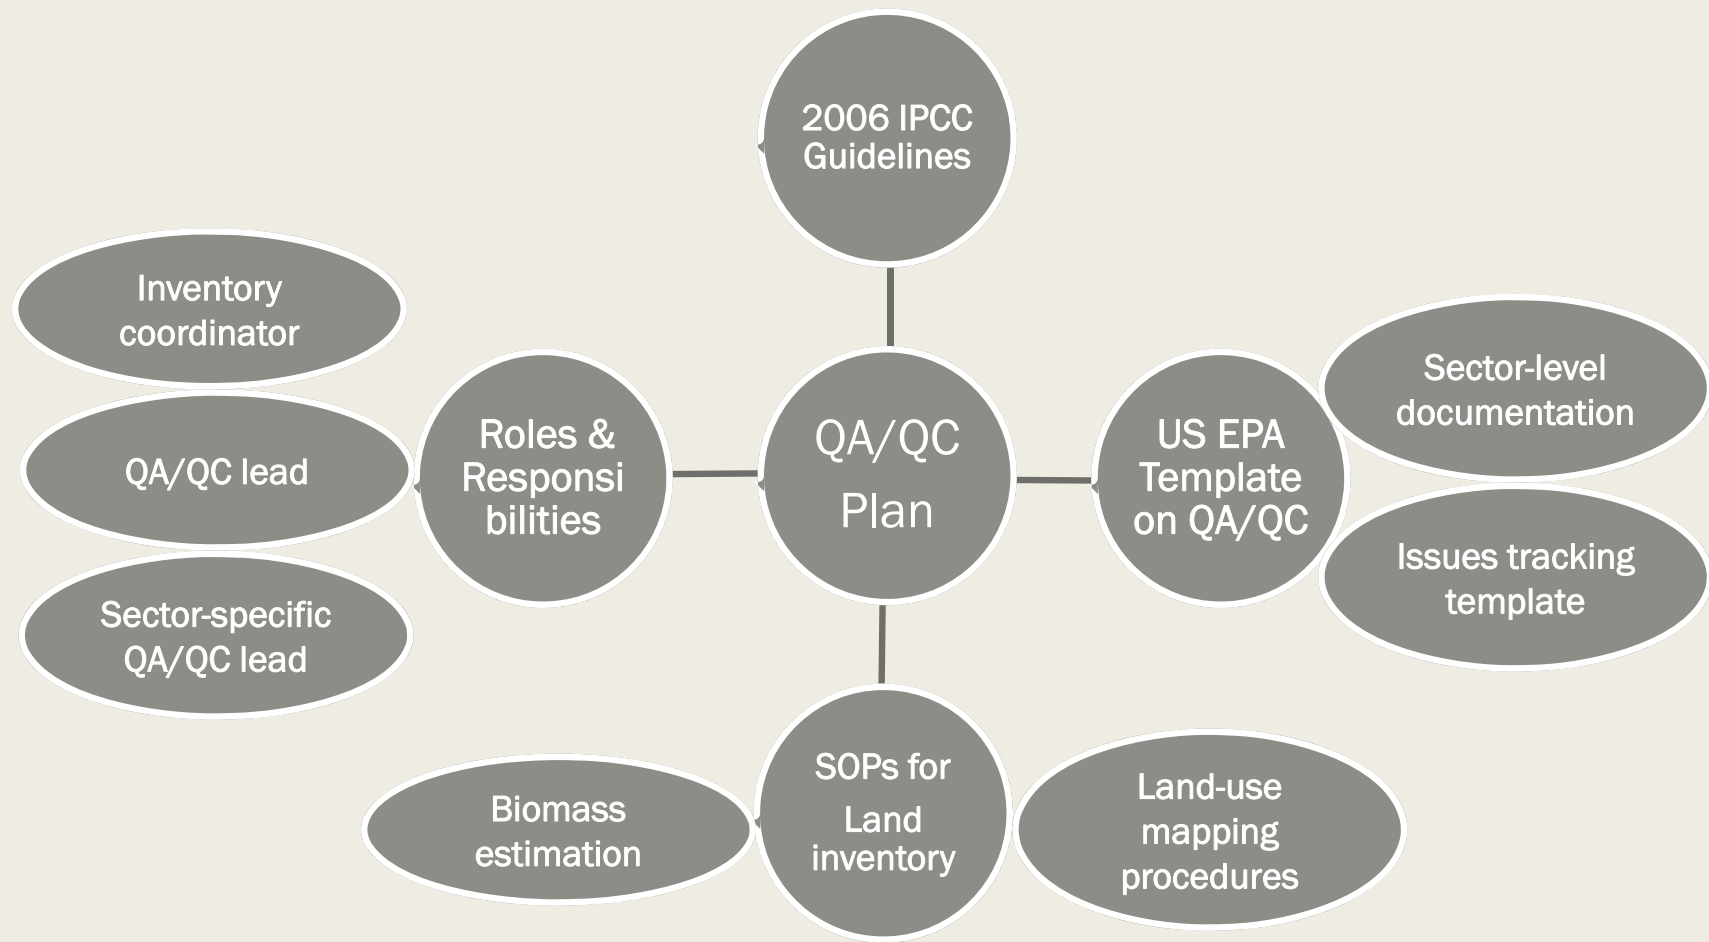 2006 IPCC
Guidelines
Inventory
coordinator
QA/QC lead
Sector-specific
QA/QC lead
Roles &
Responsi
bilities
QA/QC
Plan
US EPA
Template
on QA/QC
Sector-level
documentation
Issues tracking
template
Biomass
estimation
SOPs for
Land
inventory
Land-use
mapping
procedures